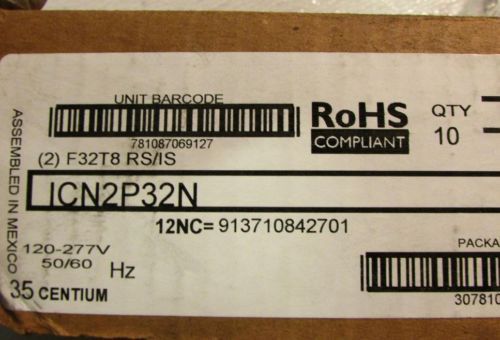 UNIT BARCODE
781087069127
RoHS
COMPLIANT
QTY
10
(2) F32T8 RS/IS
ICN2P32N
12NC= 913710842701
120-277V
50/60 Hz
35 CENTIUM
ASSEMBLED IN MEXICO
PACKA
307810